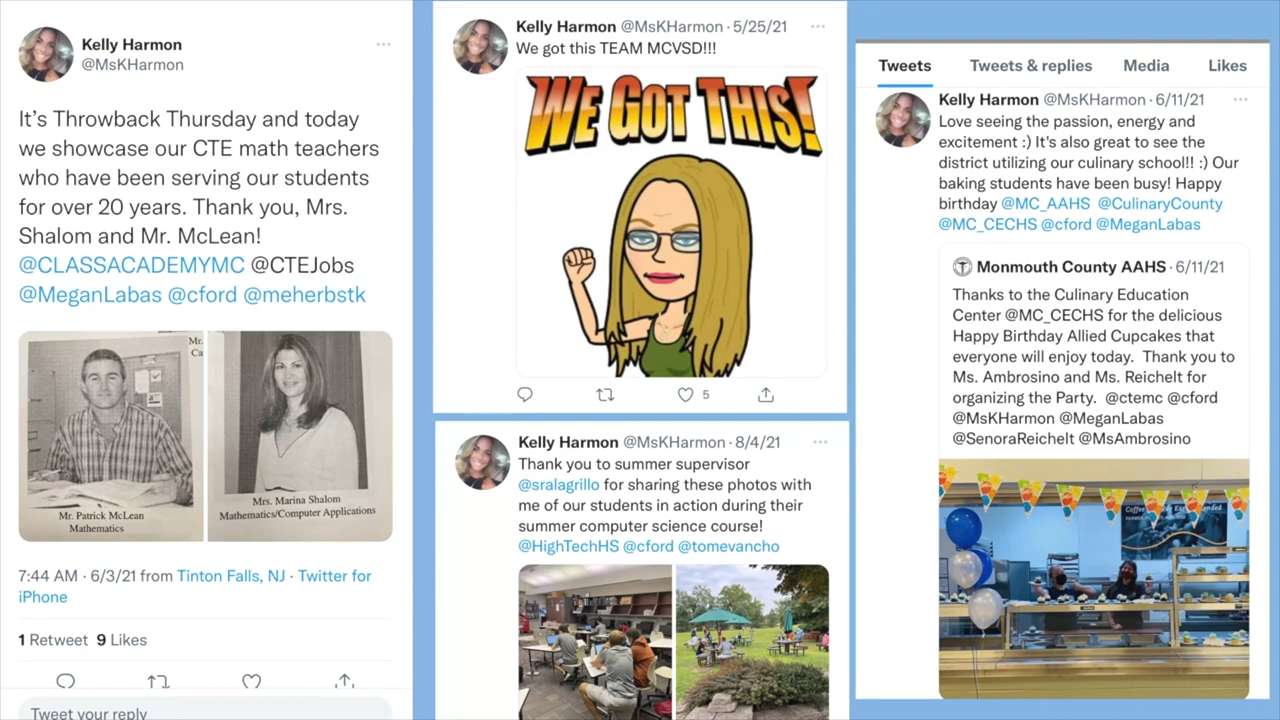 Kelly Harmon
@MsKHarmon
It's Throwback Thursday and today
we showcase our CTE math teachers
who have been serving our students
for over 20 years. Thank you, Mrs.
Shalom and Mr. McLean!
@CLASSACADEMYMC @CTEJobs
@MeganLabas @cford @meherbstk
Mr.
Ca
Mr. Patrick McLean
Mathematics
Mrs. Marina Shalom
Mathematics/Computer Applications
7:44 AM · 6/3/21 from Tinton Falls, NJ · Twitter for
iPhone
1 Retweet 9 Likes
Tweet your reply
Kelly Harmon @MsKHarmon · 5/25/21
We got this TEAM MCVSD!!!
WE GOT THIS!
5
Kelly Harmon @MsKHarmon · 8/4/21
Thank you to summer supervisor
@sralagrillo for sharing these photos with
me of our students in action during their
summer computer science course!
@HighTechHS @cford @tomevancho
Tweets Tweets & replies Media Likes
Kelly Harmon @MsKHarmon · 6/11/21
Love seeing the passion, energy and
excitement :) It's also great to see the
district utilizing our culinary school!! :) Our
baking students have been busy! Happy
birthday @MC_AAHS @CulinaryCounty
@MC_CECHS @cford @MeganLabas
Monmouth County AAHS · 6/11/21
Thanks to the Culinary Education
Center @MC_CECHS for the delicious
Happy Birthday Allied Cupcakes that
everyone will enjoy today. Thank you to
Ms. Ambrosino and Ms. Reichelt for
organizing the Party. @ctemc @cford
@MsKHarmon @MeganLabas
@SenoraReichelt @MsAmbrosino
Coffee